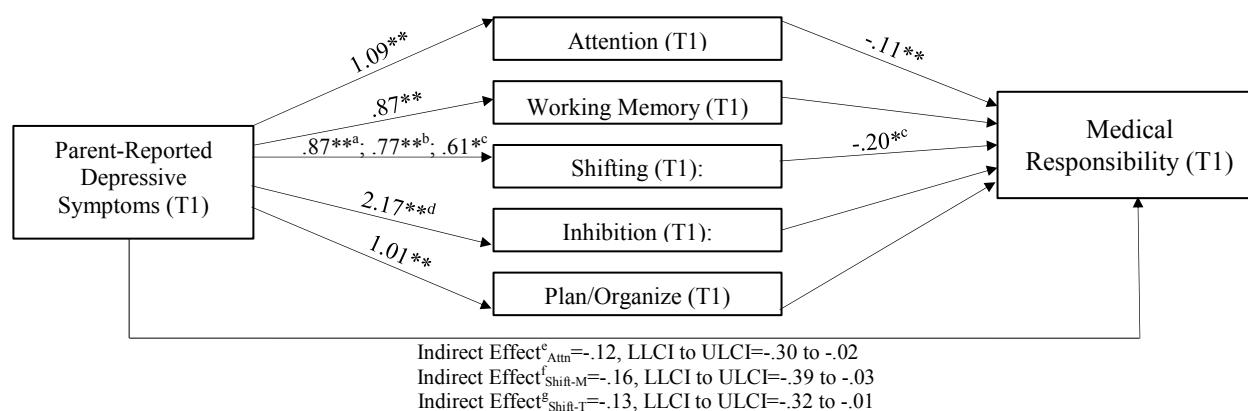 1.09**
Attention (T1)
-.11**
.87**
Working Memory (T1)
Parent-Reported
Depressive
Symptoms (T1)
.87**ᵃ; .77**ᵇ; .61*ᶜ
Shifting (T1):
-.20*ᶜ
Medical
Responsibility (T1)
2.17**ᵈ
Inhibition (T1):
1.01**
Plan/Organize (T1)
Indirect Effectᵉ Attn=-.12, LLCI to ULCI=-.30 to -.02
Indirect Effectᶠ Shift-M=-.16, LLCI to ULCI=-.39 to -.03
Indirect Effectᵍ Shift-T=-.13, LLCI to ULCI=-.32 to -.01